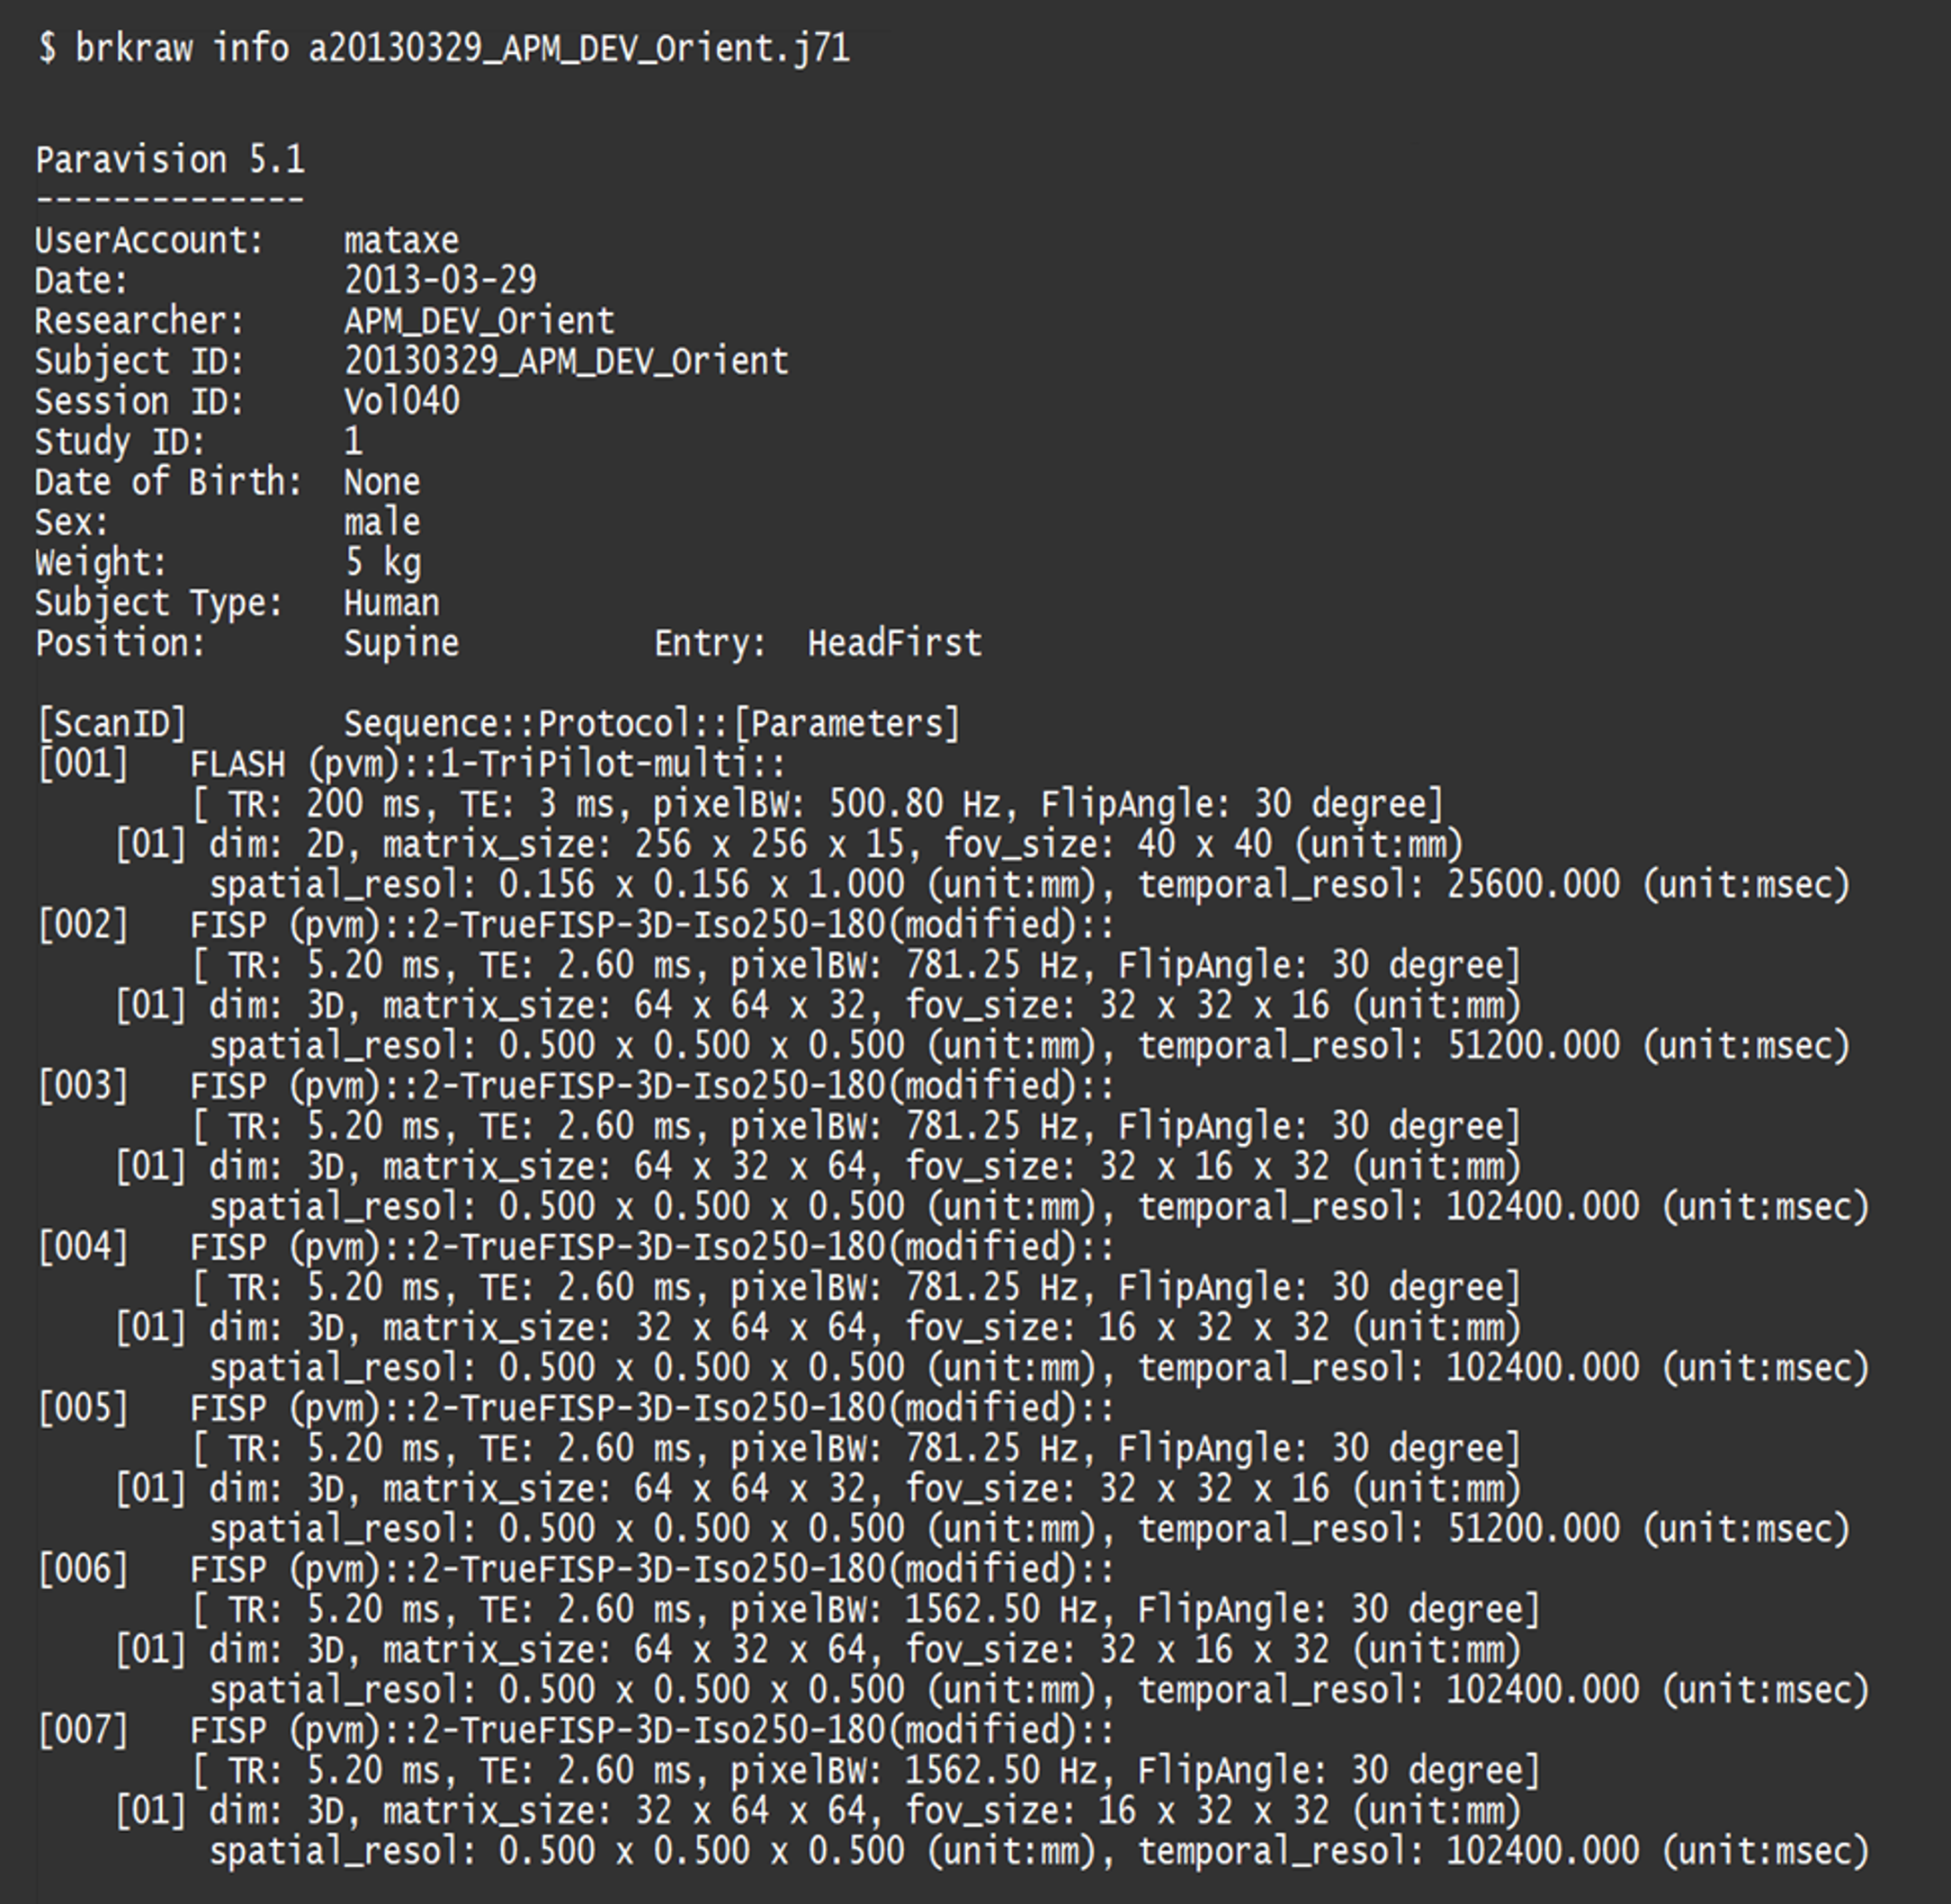 $ brkraw info a20130329_APM_DEV_Orient.j71
Paravision 5.1
--------------
UserAccount:    mataxe
Date:           2013-03-29
Researcher:     APM_DEV_Orient
Subject ID:     20130329_APM_DEV_Orient
Session ID:     Vol040
Study ID:       1
Date of Birth:  None
Sex:            male
Weight:         5 kg
Subject Type:   Human
Position:       Supine          Entry:  HeadFirst
[ScanID]        Sequence::Protocol::[Parameters]
[001]   FLASH (pvm)::1-TriPilot-multi::
        [ TR: 200 ms, TE: 3 ms, pixelBW: 500.80 Hz, FlipAngle: 30 degree]
    [01] dim: 2D, matrix_size: 256 x 256 x 15, fov_size: 40 x 40 (unit:mm)
         spatial_resol: 0.156 x 0.156 x 1.000 (unit:mm), temporal_resol: 25600.000 (unit:msec)
[002]   FISP (pvm)::2-TrueFISP-3D-Iso250-180(modified)::
        [ TR: 5.20 ms, TE: 2.60 ms, pixelBW: 781.25 Hz, FlipAngle: 30 degree]
    [01] dim: 3D, matrix_size: 64 x 64 x 32, fov_size: 32 x 32 x 16 (unit:mm)
         spatial_resol: 0.500 x 0.500 x 0.500 (unit:mm), temporal_resol: 51200.000 (unit:msec)
[003]   FISP (pvm)::2-TrueFISP-3D-Iso250-180(modified)::
        [ TR: 5.20 ms, TE: 2.60 ms, pixelBW: 781.25 Hz, FlipAngle: 30 degree]
    [01] dim: 3D, matrix_size: 64 x 32 x 64, fov_size: 32 x 16 x 32 (unit:mm)
         spatial_resol: 0.500 x 0.500 x 0.500 (unit:mm), temporal_resol: 102400.000 (unit:msec)
[004]   FISP (pvm)::2-TrueFISP-3D-Iso250-180(modified)::
        [ TR: 5.20 ms, TE: 2.60 ms, pixelBW: 781.25 Hz, FlipAngle: 30 degree]
    [01] dim: 3D, matrix_size: 32 x 64 x 64, fov_size: 16 x 32 x 32 (unit:mm)
         spatial_resol: 0.500 x 0.500 x 0.500 (unit:mm), temporal_resol: 102400.000 (unit:msec)
[005]   FISP (pvm)::2-TrueFISP-3D-Iso250-180(modified)::
        [ TR: 5.20 ms, TE: 2.60 ms, pixelBW: 781.25 Hz, FlipAngle: 30 degree]
    [01] dim: 3D, matrix_size: 64 x 64 x 32, fov_size: 32 x 32 x 16 (unit:mm)
         spatial_resol: 0.500 x 0.500 x 0.500 (unit:mm), temporal_resol: 51200.000 (unit:msec)
[006]   FISP (pvm)::2-TrueFISP-3D-Iso250-180(modified)::
        [ TR: 5.20 ms, TE: 2.60 ms, pixelBW: 1562.50 Hz, FlipAngle: 30 degree]
    [01] dim: 3D, matrix_size: 64 x 32 x 64, fov_size: 32 x 16 x 32 (unit:mm)
         spatial_resol: 0.500 x 0.500 x 0.500 (unit:mm), temporal_resol: 102400.000 (unit:msec)
[007]   FISP (pvm)::2-TrueFISP-3D-Iso250-180(modified)::
        [ TR: 5.20 ms, TE: 2.60 ms, pixelBW: 1562.50 Hz, FlipAngle: 30 degree]
    [01] dim: 3D, matrix_size: 32 x 64 x 64, fov_size: 16 x 32 x 32 (unit:mm)
         spatial_resol: 0.500 x 0.500 x 0.500 (unit:mm), temporal_resol: 102400.000 (unit:msec)